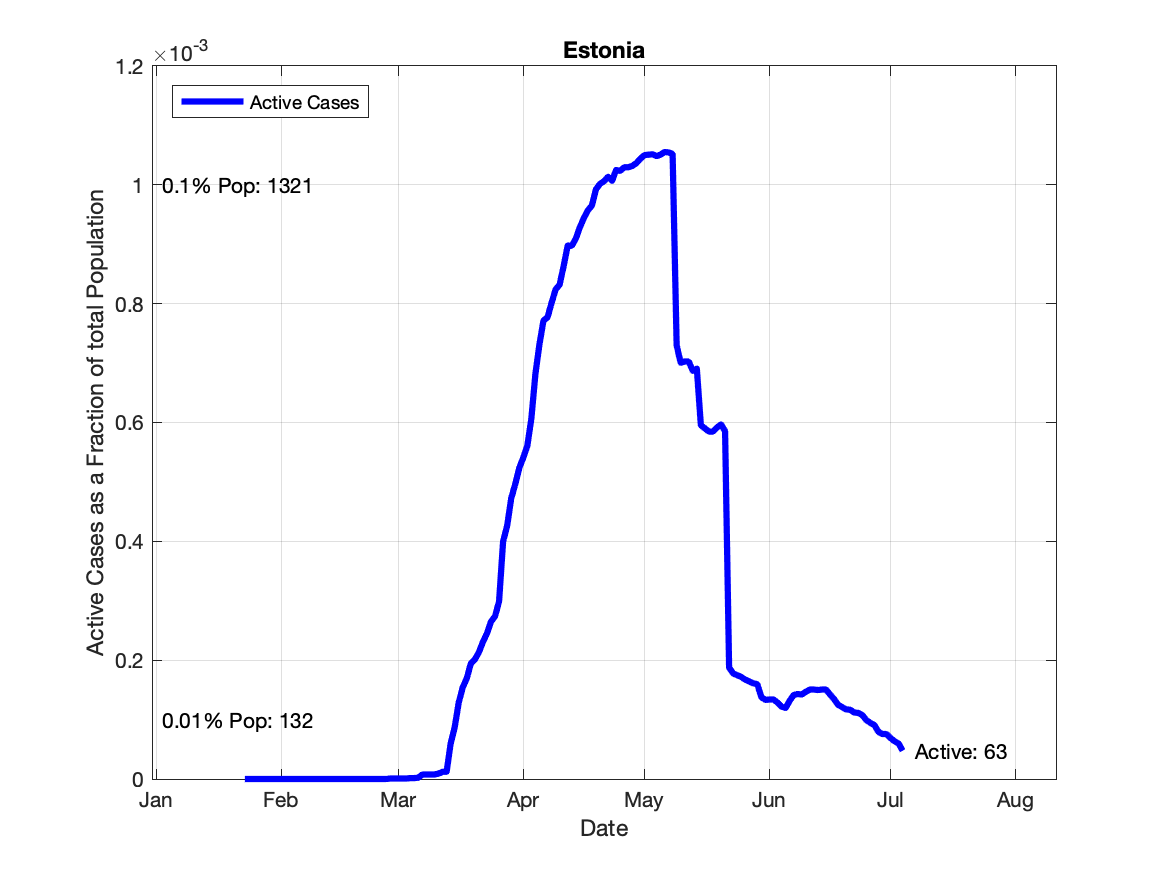 Estonia
×10-3
Active Cases
1.2
1
0.8
0.6
0.4
0.2
0
0.1% Pop: 1321
0.01% Pop: 132
Active: 63
Active Cases as a Fraction of total Population
Jan Feb Mar Apr May Jun Jul Aug
Date